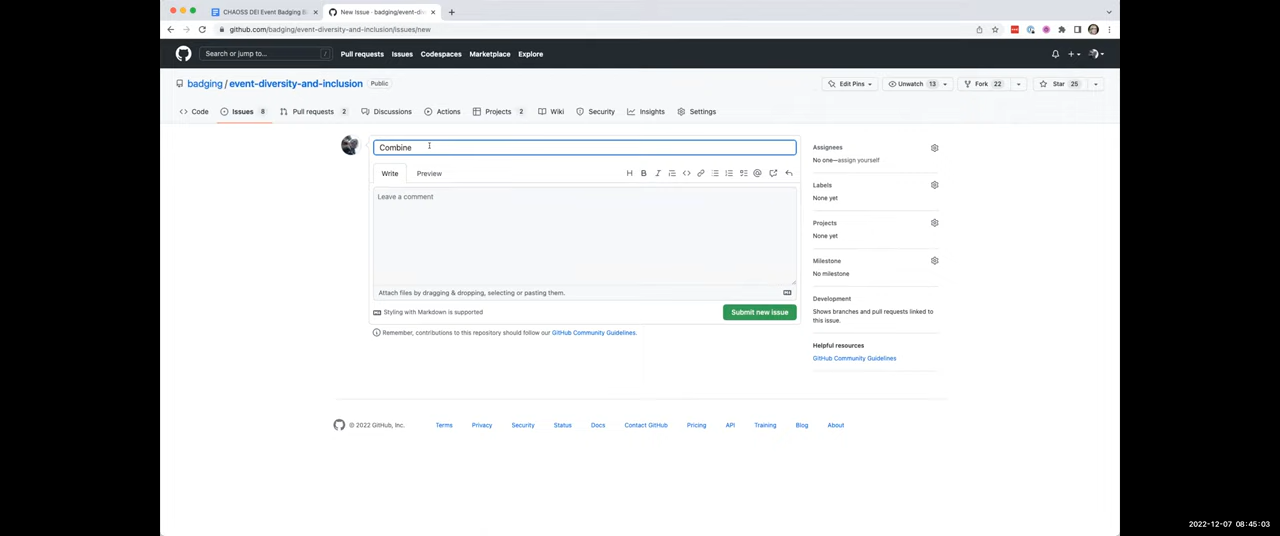 CHAOSS DEI Event Badging B
New Issue · badging/event-di
github.com/badging/event-diversity-and-inclusion/issues/new
Search or jump to... /
Pull requests Issues Codespaces Marketplace Explore
badging / event-diversity-and-inclusion Public
Edit Pins Unwatch 13 Fork 22 Star 25
Code Issues 8 Pull requests 2 Discussions Actions Projects 2 Wiki Security Insights Settings
Combine
Write Preview
Leave a comment
Attach files by dragging & dropping, selecting or pasting them.
Styling with Markdown is supported
Submit new issue
Remember, contributions to this repository should follow our GitHub Community Guidelines.
Assignees
No one—assign yourself
Labels
None yet
Projects
None yet
Milestone
No milestone
Development
Shows branches and pull requests linked to
this issue.
Helpful resources
GitHub Community Guidelines
© 2022 GitHub, Inc. Terms Privacy Security Status Docs Contact GitHub Pricing API Training Blog About
2022-12-07 08:45:03